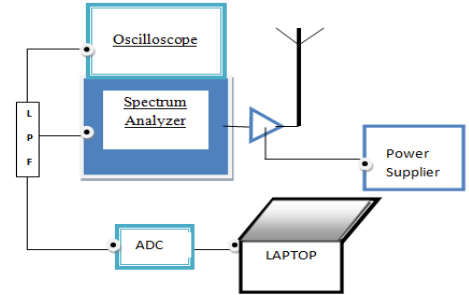 Oscilloscope
Spectrum
Analyzer
L
P
F
Power
Supplier
ADC
LAPTOP